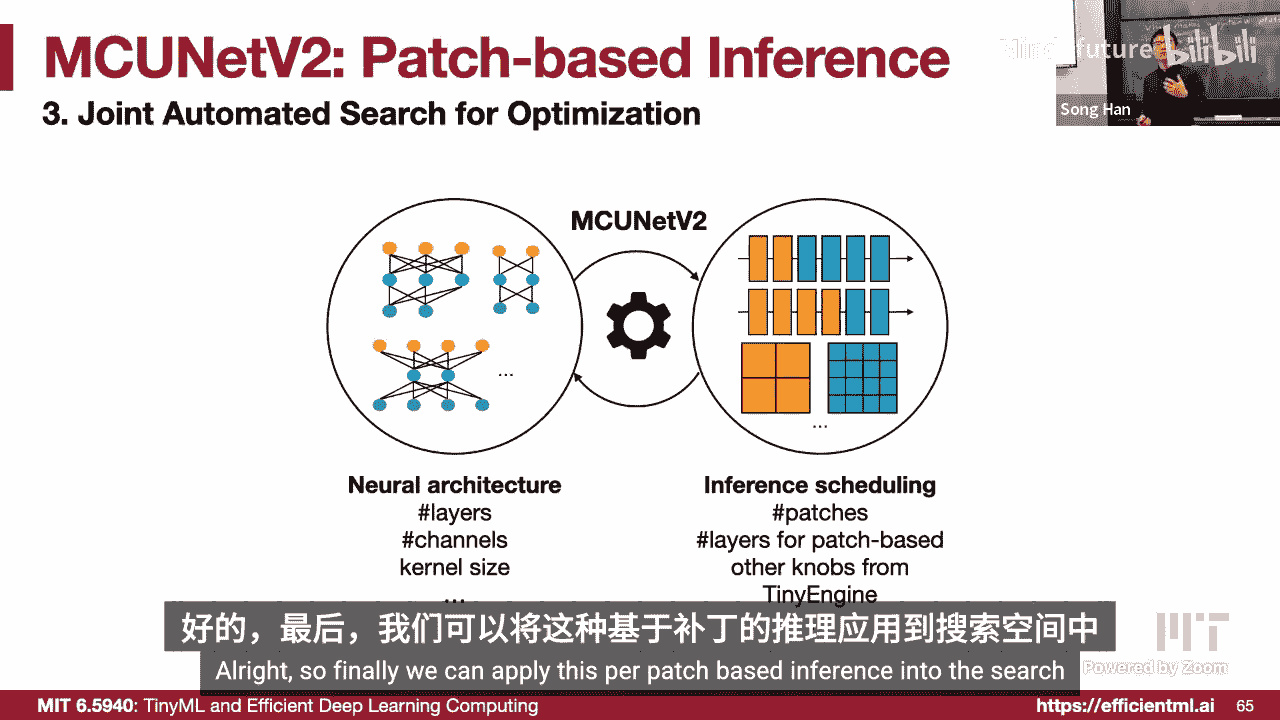 MCUNetV2: Patch-based Inference
3. Joint Automated Search for Optimization
bilibili
Song Han
MCUNetV2
...
...
Neural architecture
#layers
#channels
kernel size
...
Inference scheduling
#patches
#layers for patch-based
other knobs from
TinyEngine
好的，最后，我们可以将这种基于补丁的推理应用到搜索空间中
Alright, so finally we can apply this per patch based inference into the search
MIT
Powered by Zoom
MIT 6.5940: TinyML and Efficient Deep Learning Computing
https://efficientml.ai
65